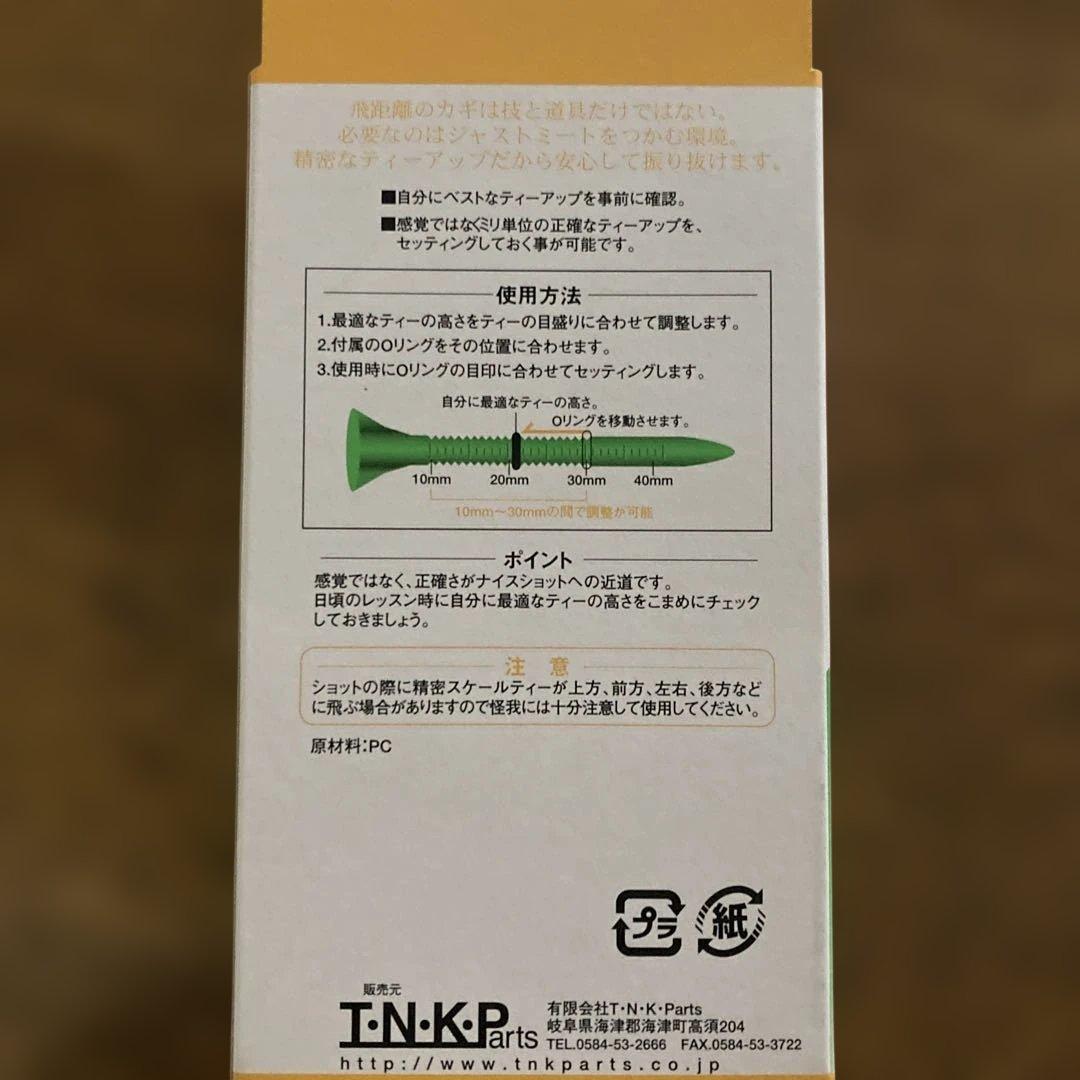 飛距離のカギは技と道具だけではない。
必要なのはジャストミートをつかむ環境。
精密なティーアップだから安心して振り抜けます。
■自分にベストなティーアップを事前に確認。
■感覚ではなくミリ単位の正確なティーアップを、
セッティングしておく事が可能です。
使用方法
1.最適なティーの高さをティーの目盛りに合わせて調整します。
2.付属のOリングをその位置に合わせます。
3.使用時にOリングの目印に合わせてセッティングします。
自分に最適なティーの高さ。
Oリングを移動させます。
10mm 20mm 30mm 40mm
10mm～30mmの間で調整が可能
ポイント
感覚ではなく、正確さがナイスショットへの近道です。
日頃のレッスン時に自分に最適なティーの高さをこまめにチェック
しておきましょう。
注 意
ショットの際に精密スケールティーが上方、前方、左右、後方など
に飛ぶ場合がありますので怪我には十分注意して使用してください。
原材料:PC
プラ 紙
販売元
T・N・K・Parts
有限会社T・N・K・Parts
岐阜県海津郡海津町高須204
TEL.0584-53-2666 FAX.0584-53-3722
http://www.tnkparts.co.jp